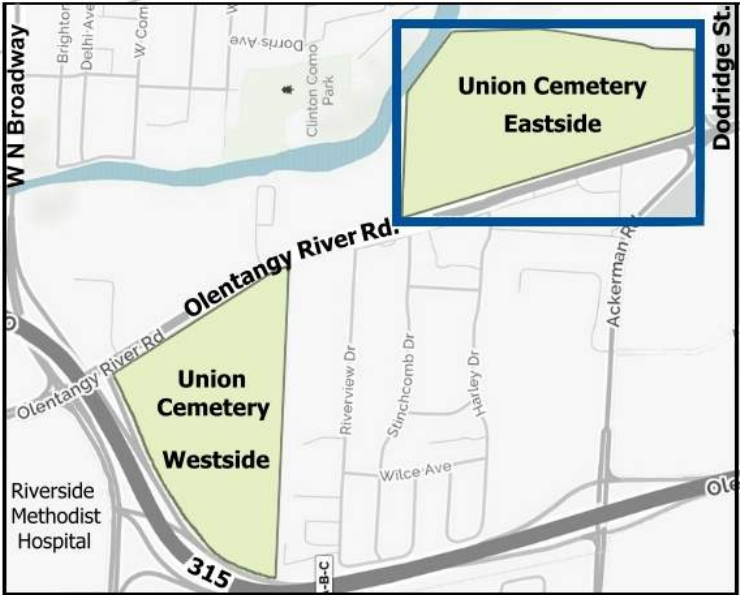 W N Broadway
Brighton
Delhi Ave
W Com
W
Dorris Ave
Clinton Como
Park
Union Cemetery
Eastside
Dodridge St.
Olentangy River Rd.
Ackerman Rd
Olentangy River Rd
Union
Cemetery
Westside
Riverview Dr
Stinchcomb Dr
Harley Dr
Wilce Ave
Riverside
Methodist
Hospital
315
A-B-C
Ole